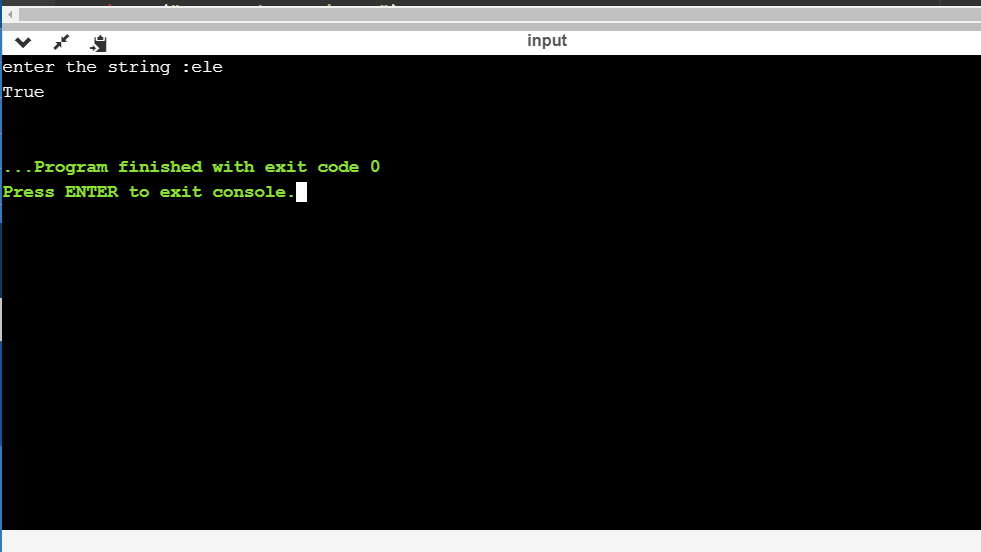 input
enter the string :ele
True
...Program finished with exit code 0
Press ENTER to exit console.